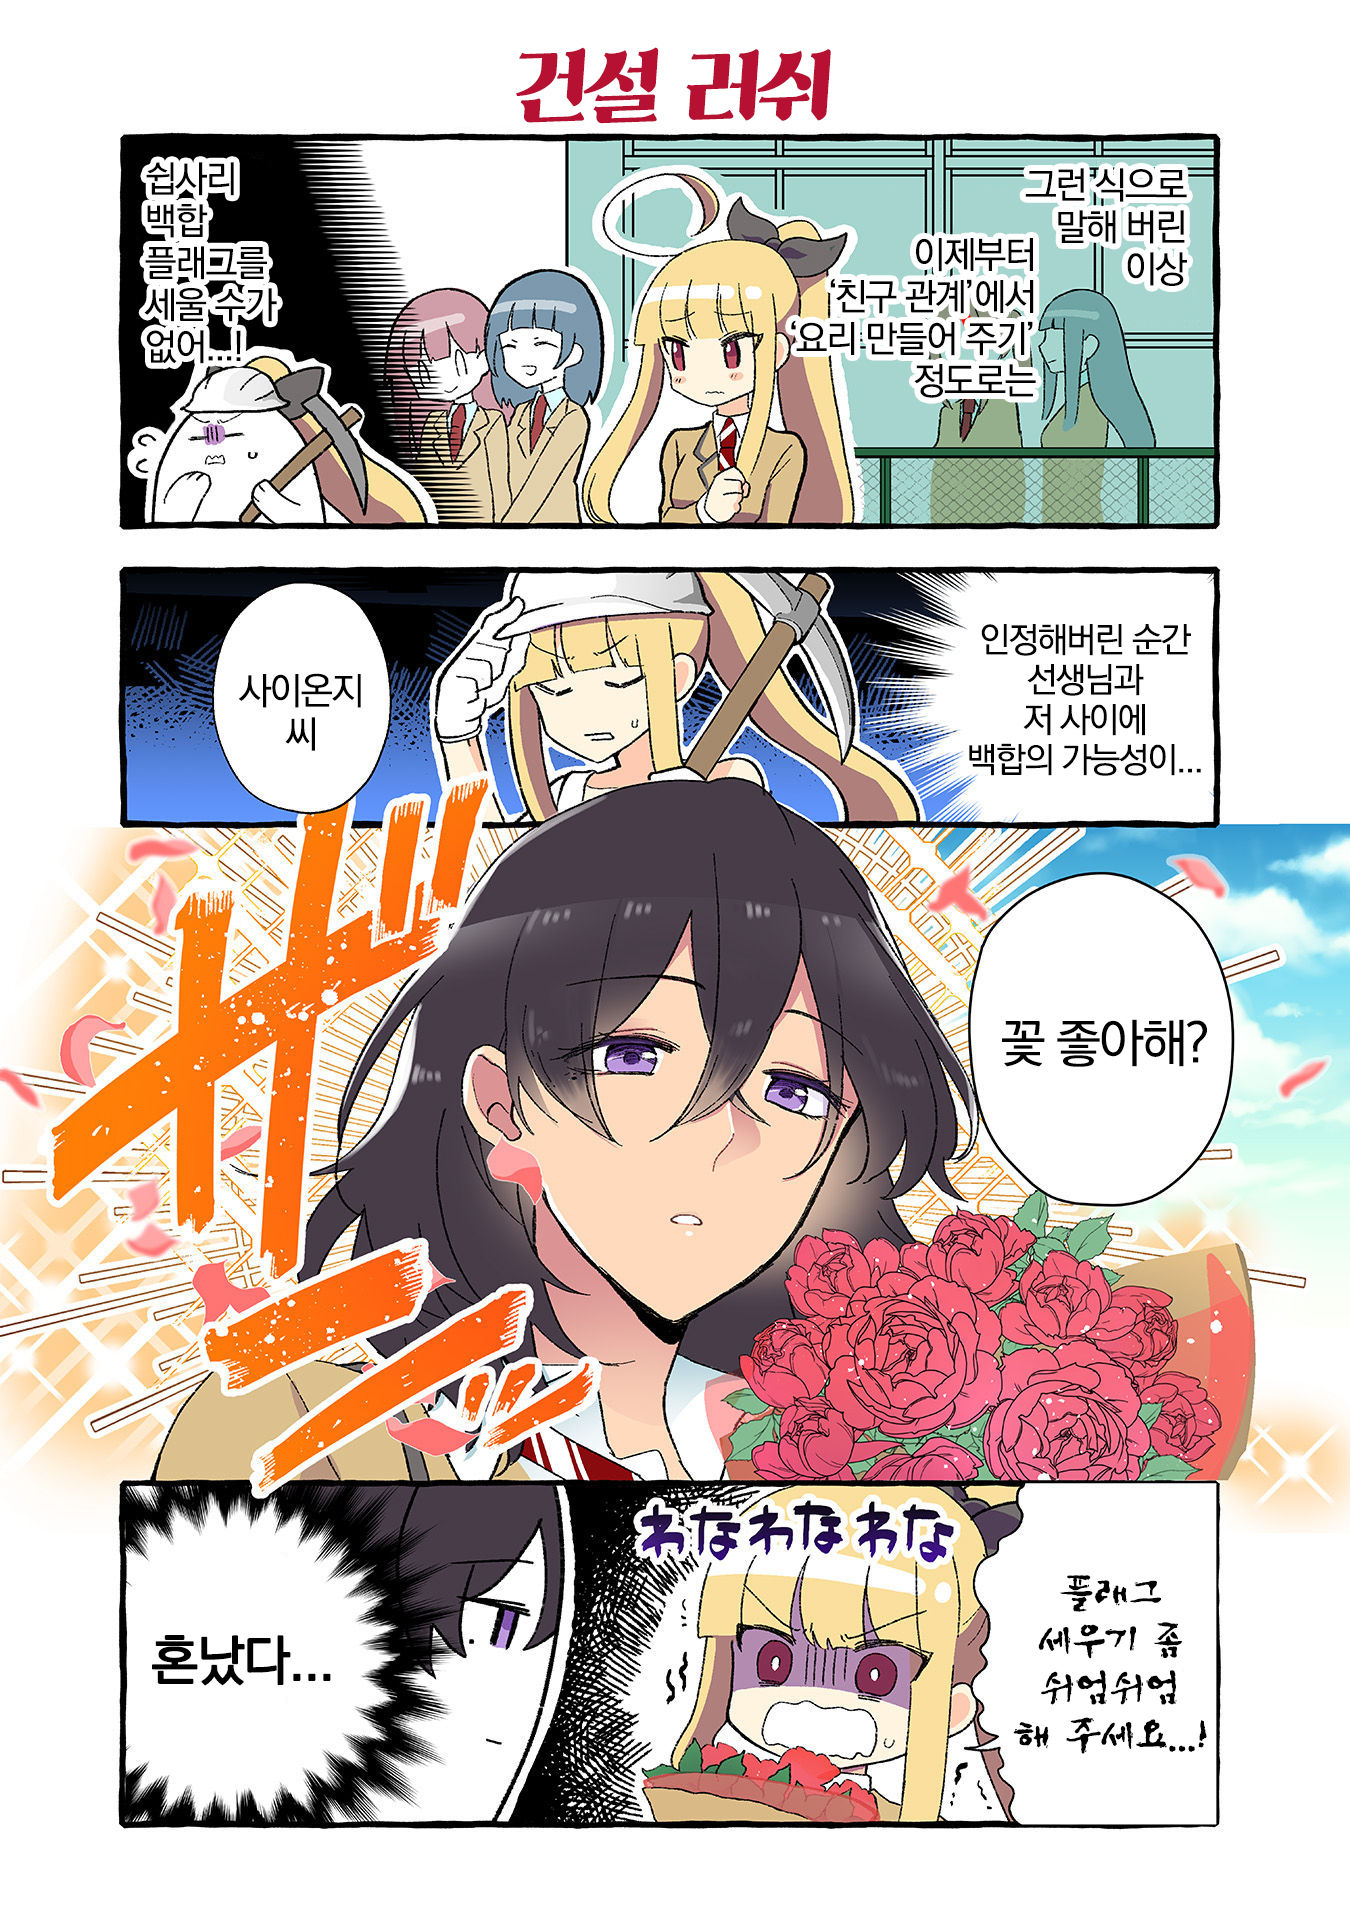 건설 러쉬
그런 식으로
말해 버린
이상
이제부터
‘친구 관계’에서
‘요리 만들어 주기’
정도로는
쉽사리
백합
플래그를
세울 수가
없어...!
인정해버린 순간
선생님과
저 사이에
백합의 가능성이...
사이온지
씨
꽃 좋아해?
ガーンッ
わなわなわな
플래그
세우기 좀
쉬엄쉬엄
해 주세요...!
혼났다...